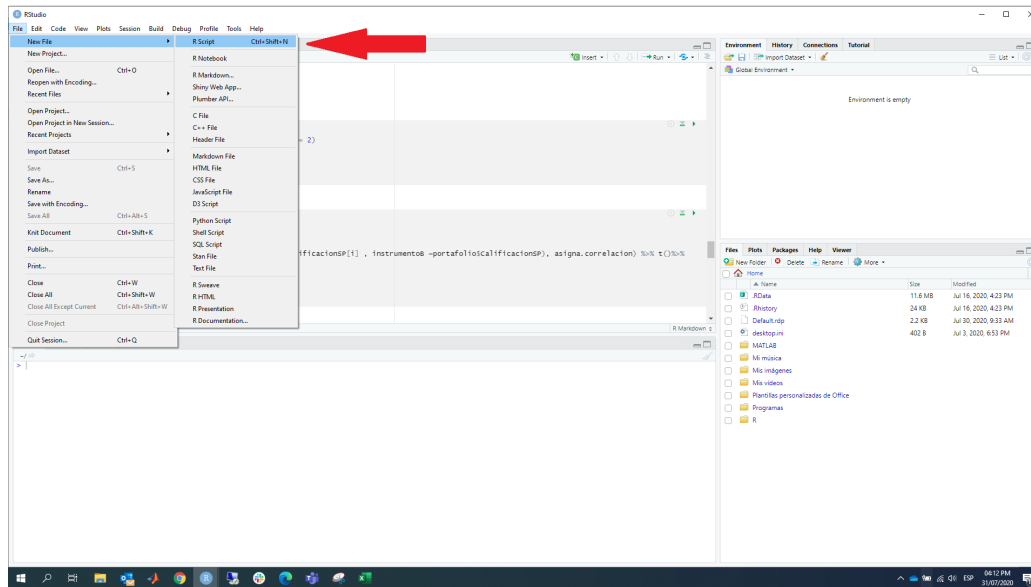 RStudio
File Edit Code View Plots Session Build Debug Profile Tools Help
New File
New Project...
Open File... Ctrl+O
Reopen with Encoding...
Recent Files
Open Project...
Open Project in New Session...
Recent Projects
Import Dataset
Save Ctrl+S
Save As...
Rename
Save with Encoding...
Save All Ctrl+Alt+S
Knit Document Ctrl+Shift+K
Publish...
Print...
Close Ctrl+W
Close All Ctrl+Shift+W
Close All Except Current Ctrl+Alt+Shift+W
Close Project
Quit Session... Ctrl+Q
R Script Ctrl+Shift+N
R Notebook
R Markdown...
Shiny Web App...
Plumber API...
C File
C++ File
Header File
Markdown File
HTML File
CSS File
JavaScript File
D3 Script
Python Script
Shell Script
SQL Script
Stan File
Text File
R Sweave
R HTML
R Presentation
R Documentation...
Insert Run
= 2)
ificacionSP[i] , instrumentoB =portafolio$CalificacionSP), asigna.correlacion) %>% t()%>%
R Markdown
~/
>
Environment History Connections Tutorial
Import Dataset List
Global Environment
Environment is empty
Files Plots Packages Help Viewer
New Folder Delete Rename More
Home
Name Size Modified
.RData 11.6 MB Jul 16, 2020, 4:23 PM
.Rhistory 24 KB Jul 16, 2020, 4:23 PM
Default.rdp 2.2 KB Jul 30, 2020, 9:33 AM
desktop.ini 402 B Jul 3, 2020, 6:53 PM
MATLAB
Mi música
Mis imágenes
Mis vídeos
Plantillas personalizadas de Office
Programas
R
ESP 04:12 PM
31/07/2020